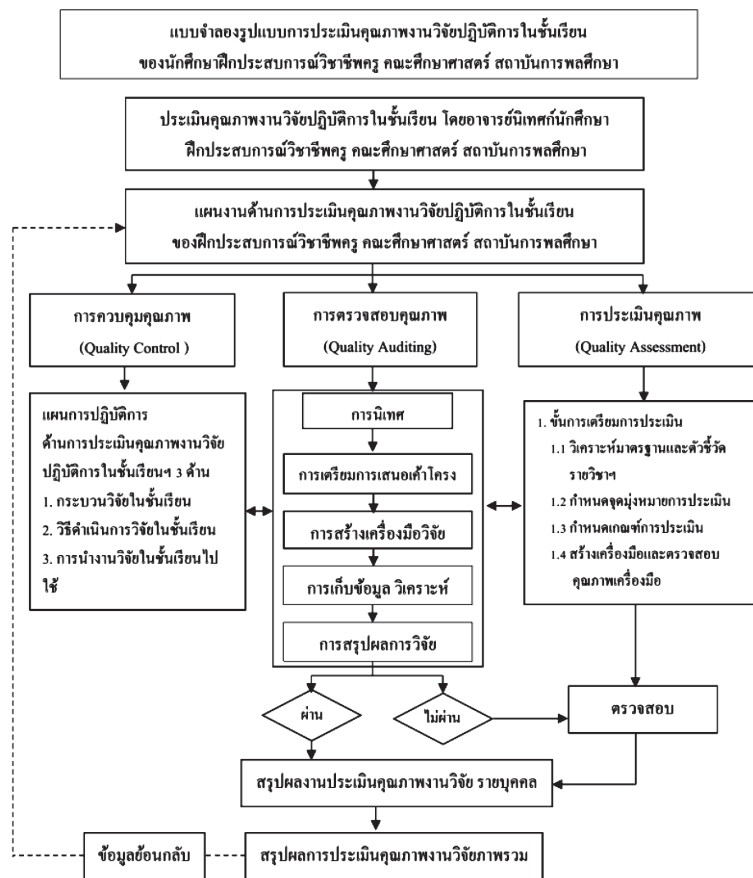 แบบจำลองรูปแบบการประเมินคุณภาพงานวิจัยปฏิบัติการในชั้นเรียน
ของนักศึกษาฝึกประสบการณ์วิชาชีพครู คณะศึกษาศาสตร์ สถาบันการพลศึกษา
ประเมินคุณภาพงานวิจัยปฏิบัติการในชั้นเรียน โดยอาจารย์นิเทศก์นักศึกษา
ฝึกประสบการณ์วิชาชีพครู คณะศึกษาศาสตร์ สถาบันการพลศึกษา
แผนงานด้านการประเมินคุณภาพงานวิจัยปฏิบัติการในชั้นเรียน
ของฝึกประสบการณ์วิชาชีพครู คณะศึกษาศาสตร์ สถาบันการพลศึกษา
การควบคุมคุณภาพ
(Quality Control )
การตรวจสอบคุณภาพ
(Quality Auditing)
การประเมินคุณภาพ
(Quality Assessment)
แผนการปฏิบัติการ
ด้านการประเมินคุณภาพงานวิจัย
ปฏิบัติการในชั้นเรียนฯ 3 ด้าน
1. กระบวนวิจัยในชั้นเรียน
2. วิธีดำเนินการวิจัยในชั้นเรียน
3. การนำงานวิจัยในชั้นเรียนไป
ใช้
การนิเทศ
การเตรียมการเสนอเค้าโครง
การสร้างเครื่องมือวิจัย
การเก็บข้อมูล วิเคราะห์
การสรุปผลการวิจัย
1. ขั้นการเตรียมการประเมิน
1.1 วิเคราะห์มาตรฐานและตัวชี้วัด
รายวิชาฯ
1.2 กำหนดจุดมุ่งหมายการประเมิน
1.3 กำหนดเกณฑ์การประเมิน
1.4 สร้างเครื่องมือและตรวจสอบ
คุณภาพเครื่องมือ
ผ่าน
ไม่ผ่าน
ตรวจสอบ
สรุปผลงานประเมินคุณภาพงานวิจัย รายบุคคล
ข้อมูลย้อนกลับ
สรุปผลการประเมินคุณภาพงานวิจัยภาพรวม